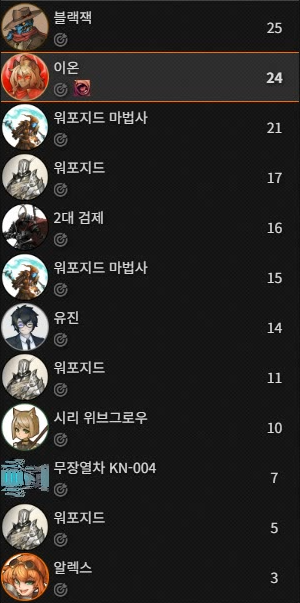 블랙잭
25
이온
24
워포지드 마법사
21
워포지드
17
2대 검제
16
워포지드 마법사
15
유진
14
워포지드
11
시리 위브그로우
10
무장열차 KN-004
7
워포지드
5
알렉스
3